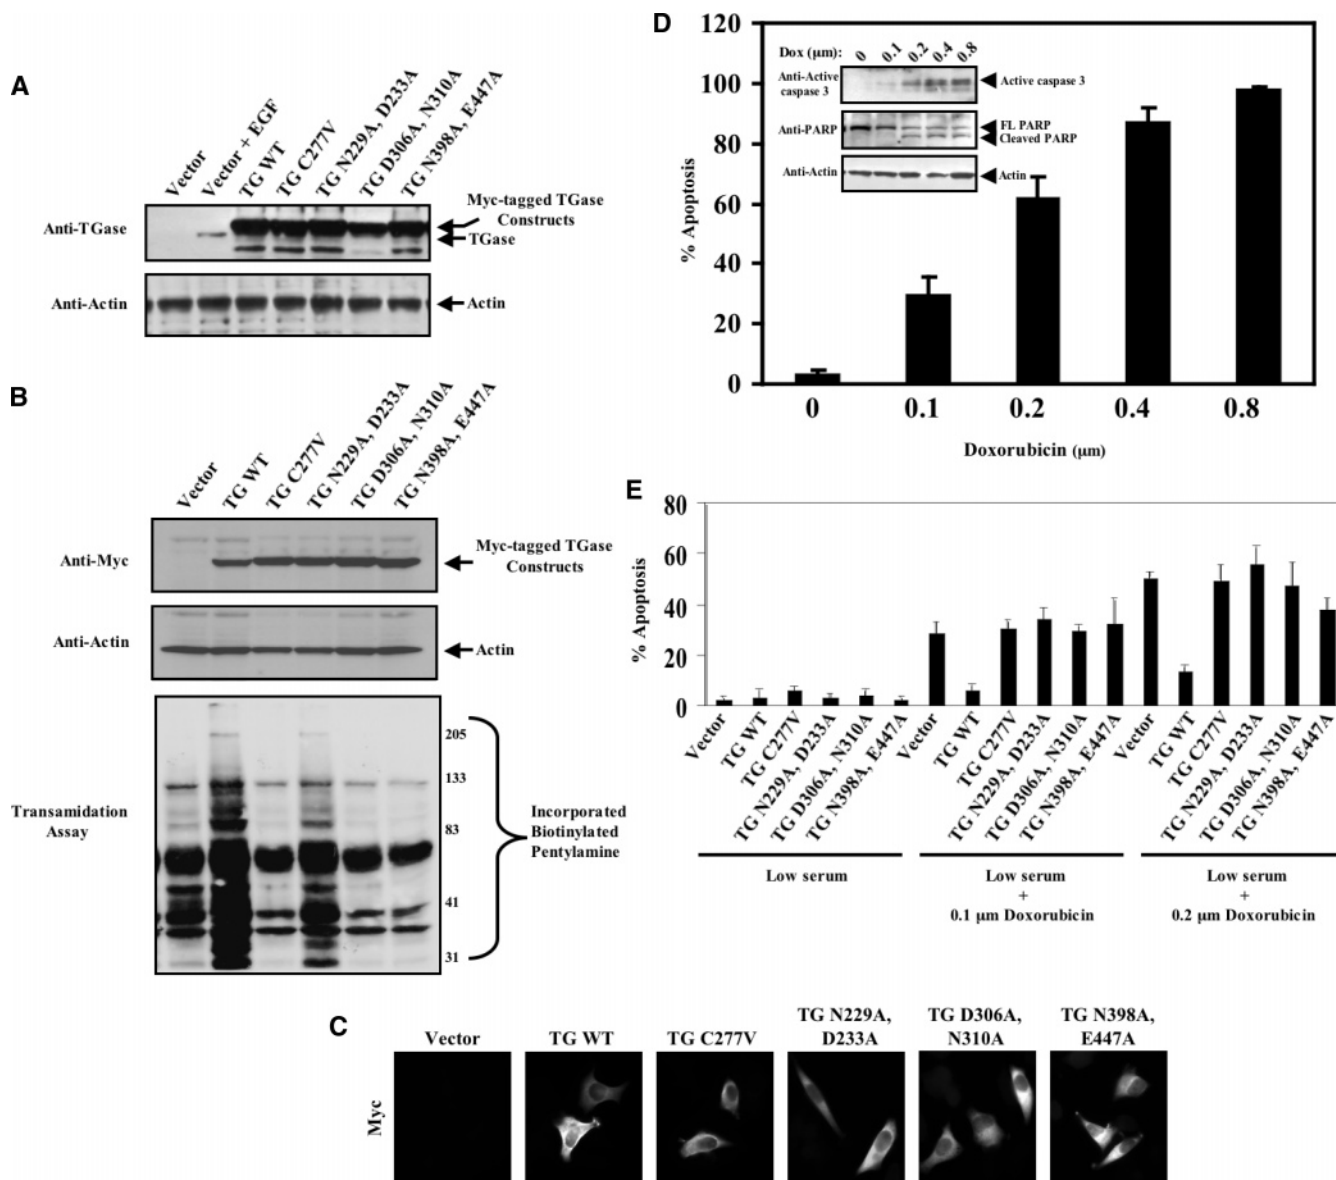 A
Vector
Vector + EGF
TG WT
TG C277V
TG N229A, D233A
TG D306A, N310A
TG N398A, E447A
Anti-TGase
Myc-tagged TGase
Constructs
TGase
Anti-Actin
Actin
B
Vector
TG WT
TG C277V
TG N229A, D233A
TG D306A, N310A
TG N398A, E447A
Anti-Myc
Myc-tagged TGase
Constructs
Anti-Actin
Actin
Transamidation
Assay
205
133
83
41
31
Incorporated
Biotinylated
Pentylamine
C
Vector
TG WT
TG C277V
TG N229A,
D233A
TG D306A,
N310A
TG N398A,
E447A
Myc
D
% Apoptosis
120
100
80
60
40
20
0
Dox (μm):
0
0.1
0.2
0.4
0.8
Anti-Active
caspase 3
Active caspase 3
Anti-PARP
FL PARP
Cleaved PARP
Anti-Actin
Actin
0
0.1
0.2
0.4
0.8
Doxorubicin (μm)
E
% Apoptosis
80
60
40
20
0
Vector
TG WT
TG C277V
TG N229A, D233A
TG D306A, N310A
TG N398A, E447A
Vector
TG WT
TG C277V
TG N229A, D233A
TG D306A, N310A
TG N398A, E447A
Vector
TG WT
TG C277V
TG N229A, D233A
TG D306A, N310A
TG N398A, E447A
Low serum
Low serum
+
0.1 μm Doxorubicin
Low serum
+
0.2 μm Doxorubicin